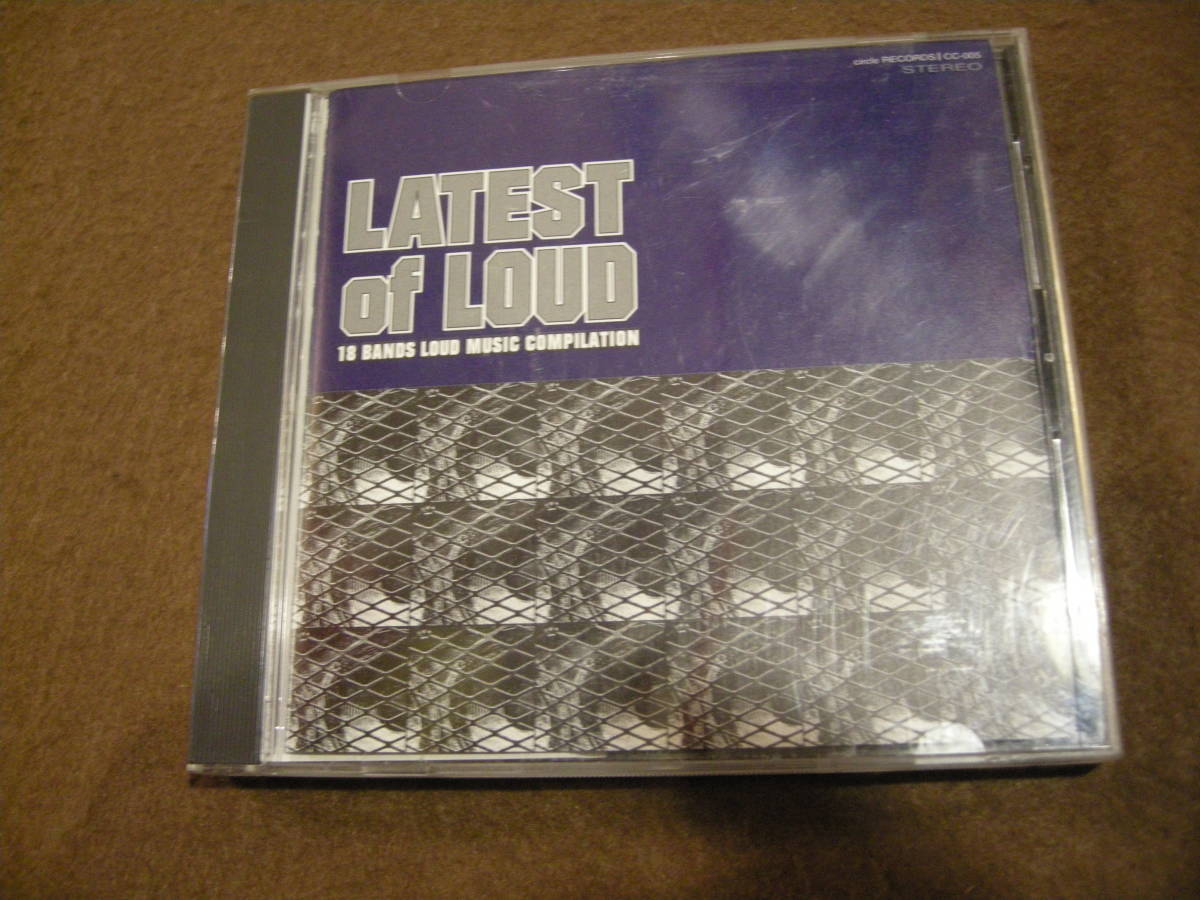 circle RECORDS | CC-005
STEREO
LATEST
of LOUD
18 BANDS LOUD MUSIC COMPILATION